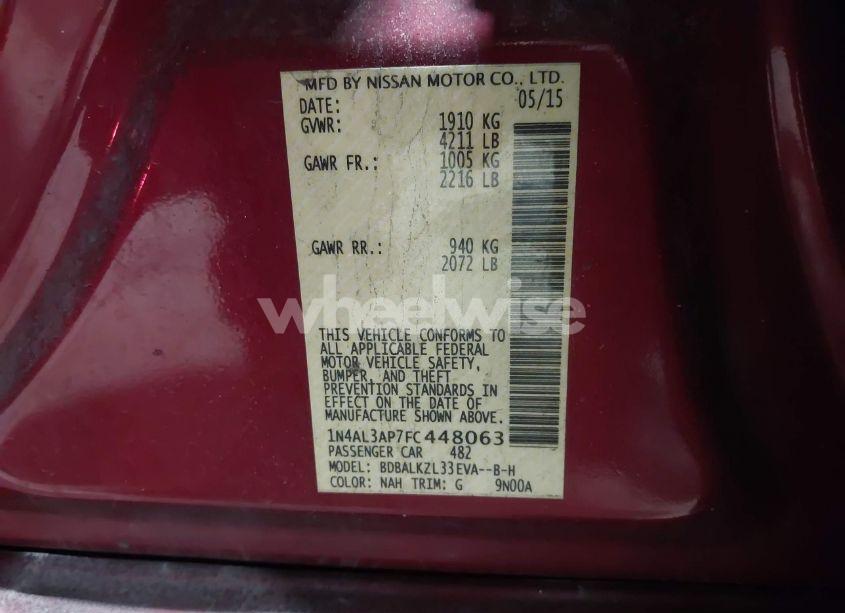 MFD BY NISSAN MOTOR CO., LTD.
DATE: 05/15
GVWR: 1910 KG
4211 LB
GAWR FR.: 1005 KG
2216 LB
GAWR RR.: 940 KG
2072 LB
wheelwise
THIS VEHICLE CONFORMS TO
ALL APPLICABLE FEDERAL
MOTOR VEHICLE SAFETY,
BUMPER, AND THEFT
PREVENTION STANDARDS IN
EFFECT ON THE DATE OF
MANUFACTURE SHOWN ABOVE.
1N4AL3AP7FC448063
PASSENGER CAR 482
MODEL: BDBALKZL33EVA--B-H
COLOR: NAH TRIM: G 9N00A